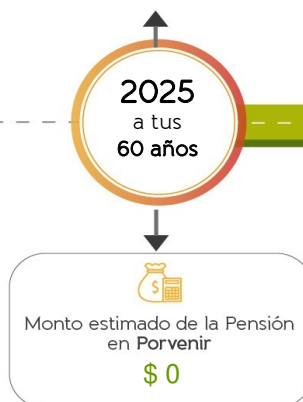 2025
a tus
60 años
$
Monto estimado de la Pensión
en Porvenir
$ 0